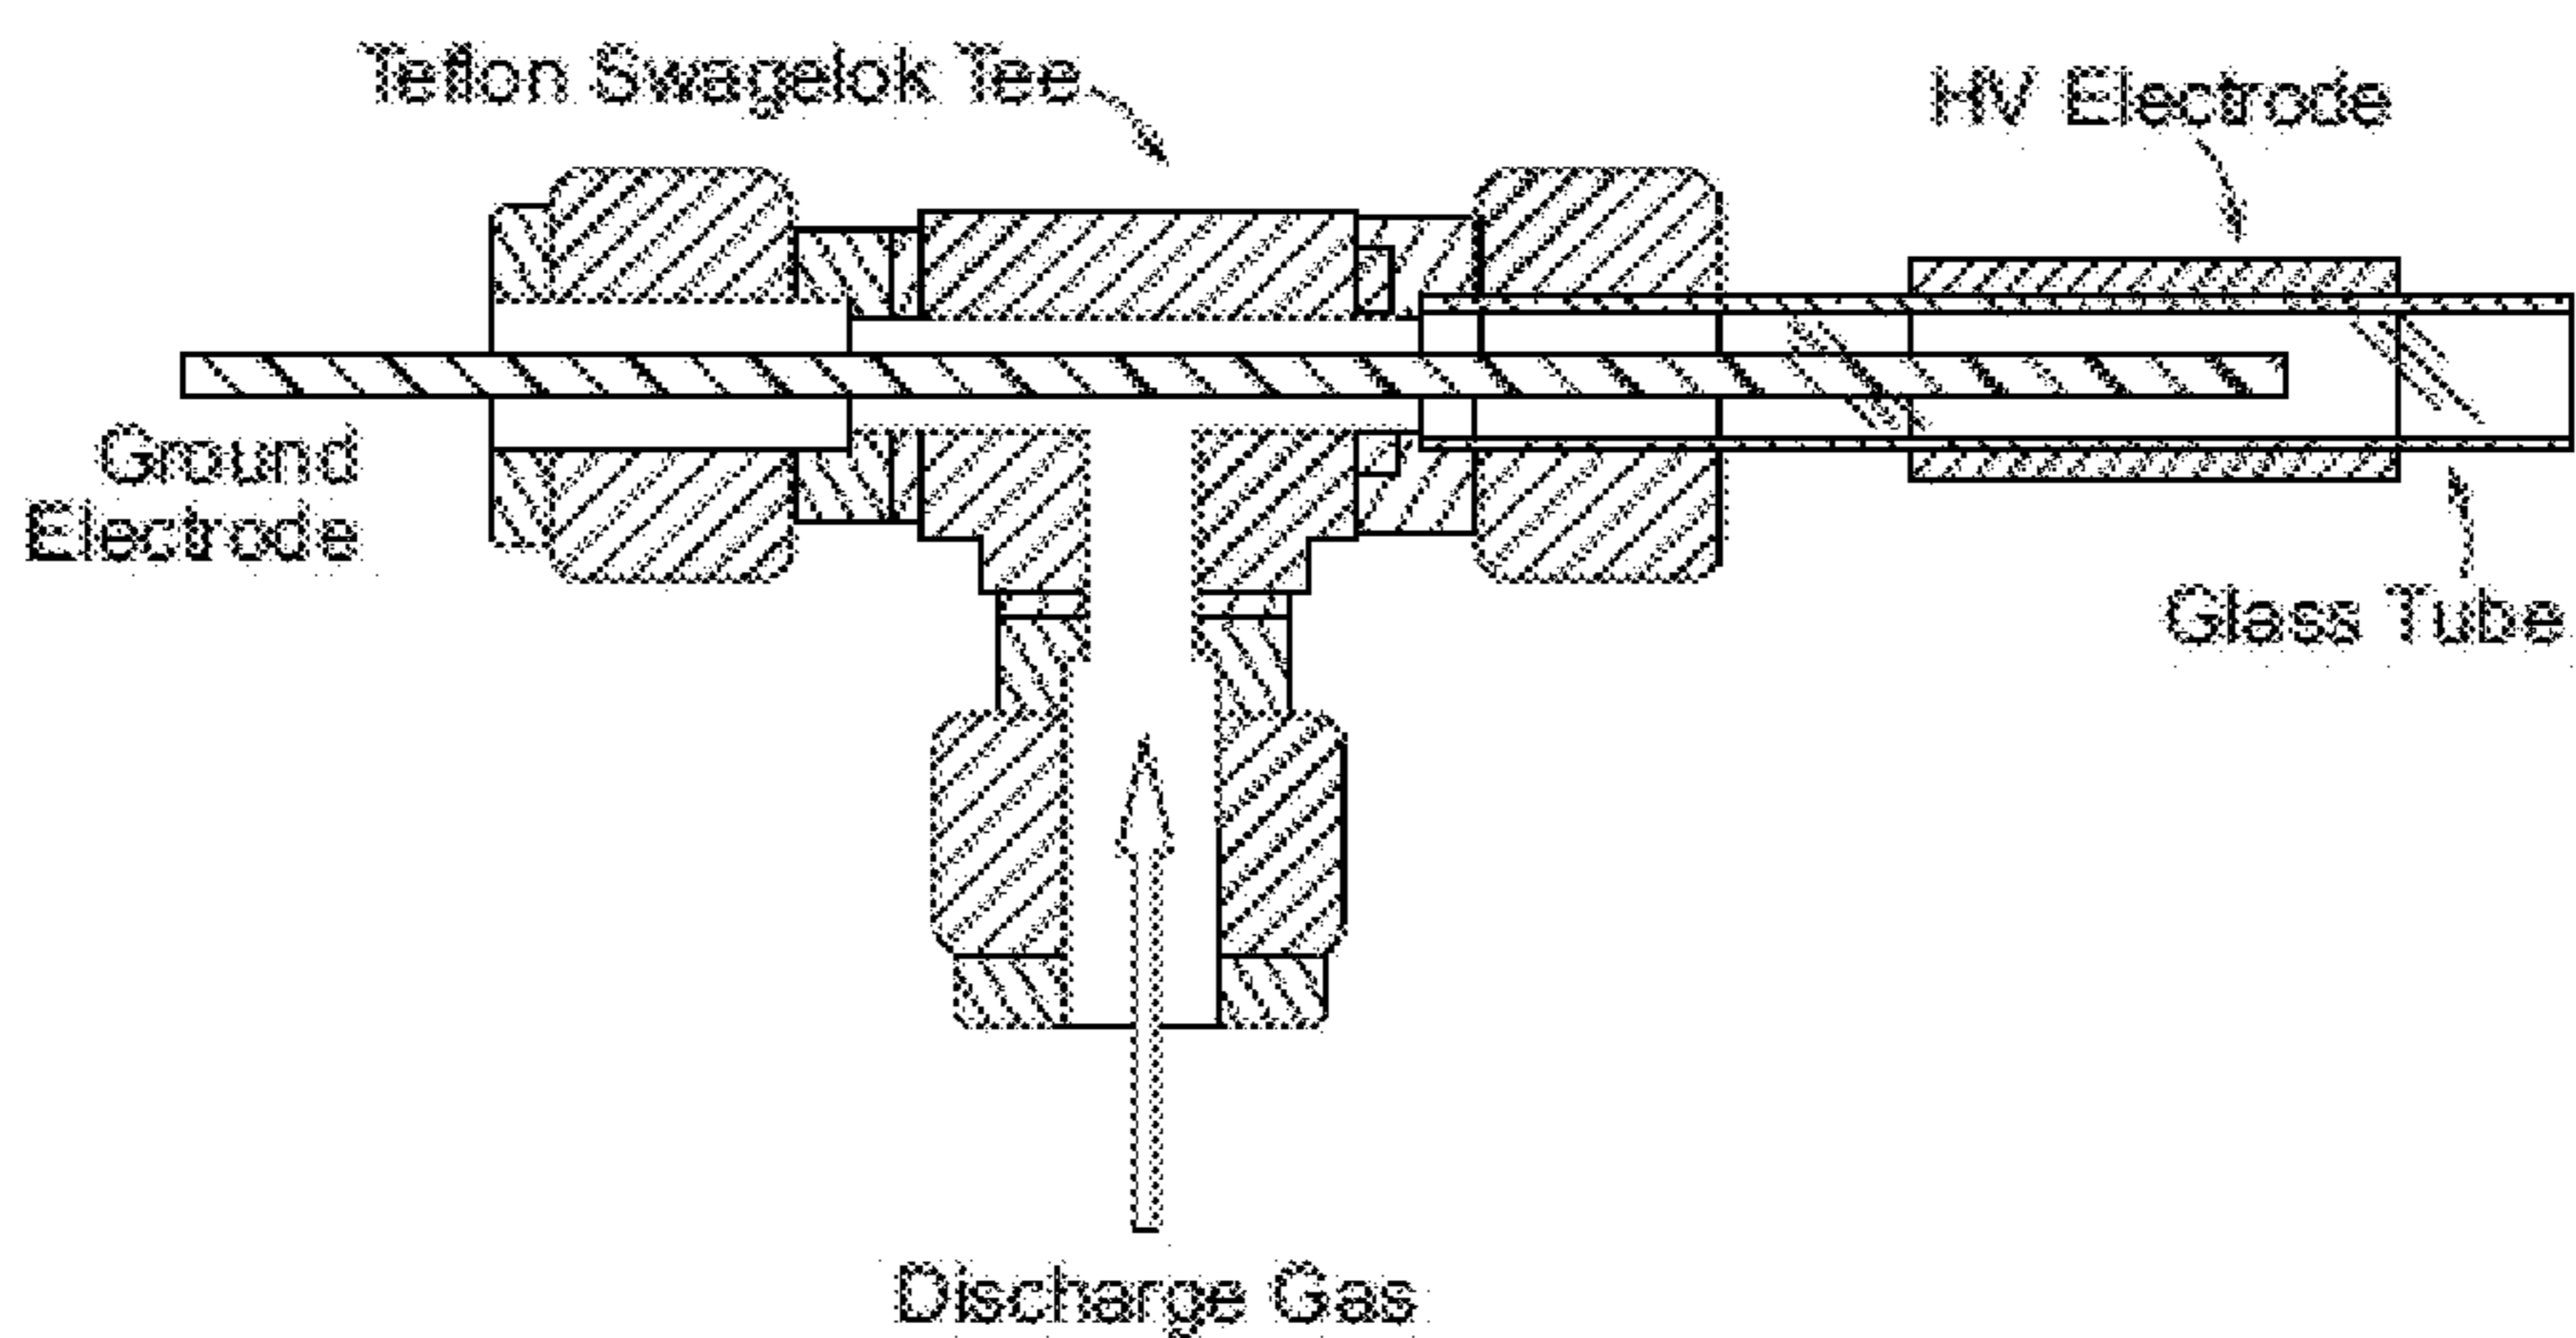 Teflon Swagelok Tee
HV Electrode
Ground
Electrode
Glass Tube
Discharge Gas